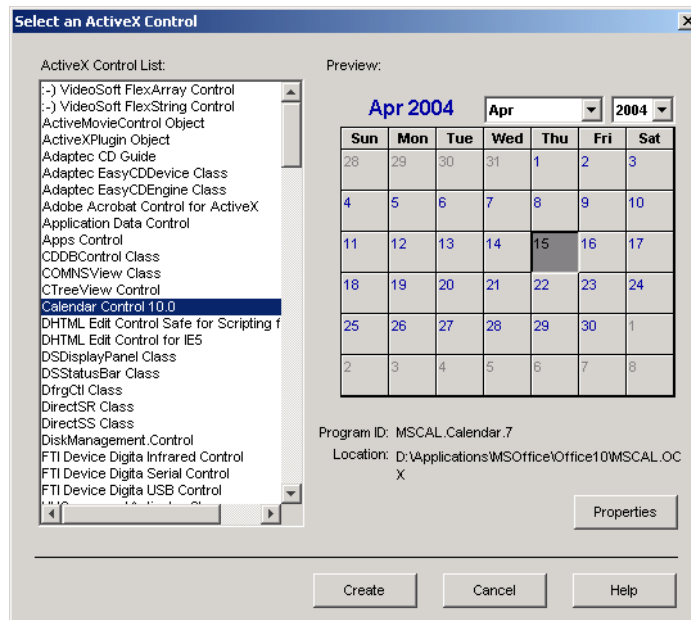 Select an ActiveX Control
ActiveX Control List:
:-) VideoSoft FlexArray Control
:-) VideoSoft FlexString Control
ActiveMovieControl Object
ActiveXPlugin Object
Adaptec CD Guide
Adaptec EasyCDDevice Class
Adaptec EasyCDEngine Class
Adobe Acrobat Control for ActiveX
Application Data Control
Apps Control
CDDBControl Class
COMNSView Class
CTreeView Control
Calendar Control 10.0
DHTML Edit Control Safe for Scripting f
DHTML Edit Control for IE5
DSDisplayPanel Class
DSStatusBar Class
DfrgCtl Class
DirectSR Class
DirectSS Class
DiskManagement.Control
FTI Device Digita Infrared Control
FTI Device Digita Serial Control
FTI Device Digita USB Control
Preview:
Apr 2004 Apr 2004
Sun Mon Tue Wed Thu Fri Sat
28 29 30 31 1 2 3
4 5 6 7 8 9 10
11 12 13 14 15 16 17
18 19 20 21 22 23 24
25 26 27 28 29 30 1
2 3 4 5 6 7 8
Program ID: MSCAL.Calendar.7
Location: D:\Applications\MSOffice\Office10\MSCAL.OC
X
Properties
Create Cancel Help